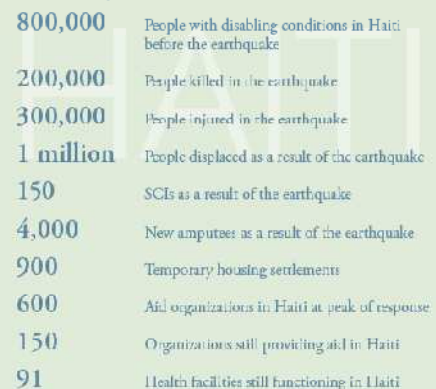 HAITI
800,000 People with disabling conditions in Haiti
before the earthquake
200,000 People killed in the earthquake
300,000 People injured in the earthquake
1 million People displaced as a result of the earthquake
150 SCIs as a result of the earthquake
4,000 New amputees as a result of the earthquake
900 Temporary housing settlements
600 Aid organizations in Haiti at peak of response
150 Organizations still providing aid in Haiti
91 Health facilities still functioning in Haiti